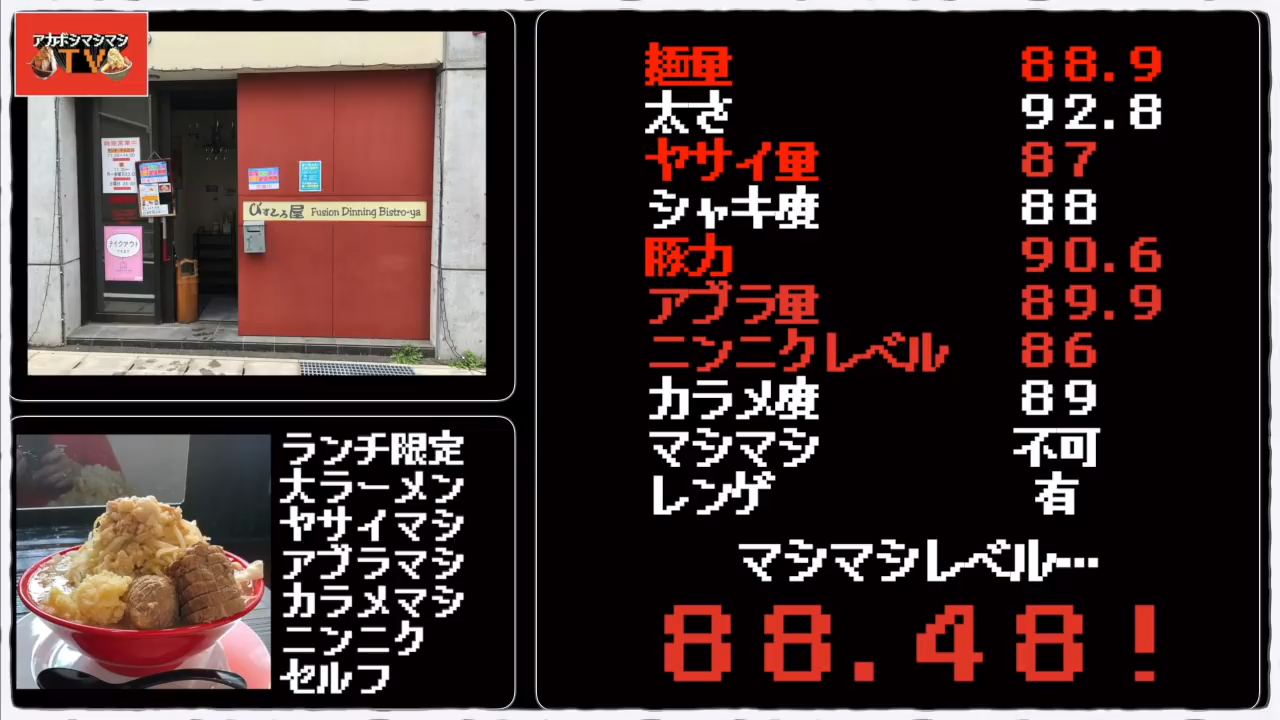 アカボシマシマシ
TV
テイクアウト
びすとろ屋 Fusion Dinning Bistro-ya
ランチ限定
大ラーメン
ヤサイマシ
アブラマシ
カラメマシ
ニンニク
セルフ
麺量 88.9
太さ 92.8
ヤサイ量 87
シャキ度 88
豚力 90.6
アブラ量 89.9
ニンニクレベル 86
カラメ度 89
マシマシ 不可
レンゲ 有
マシマシレベル…
88.48!